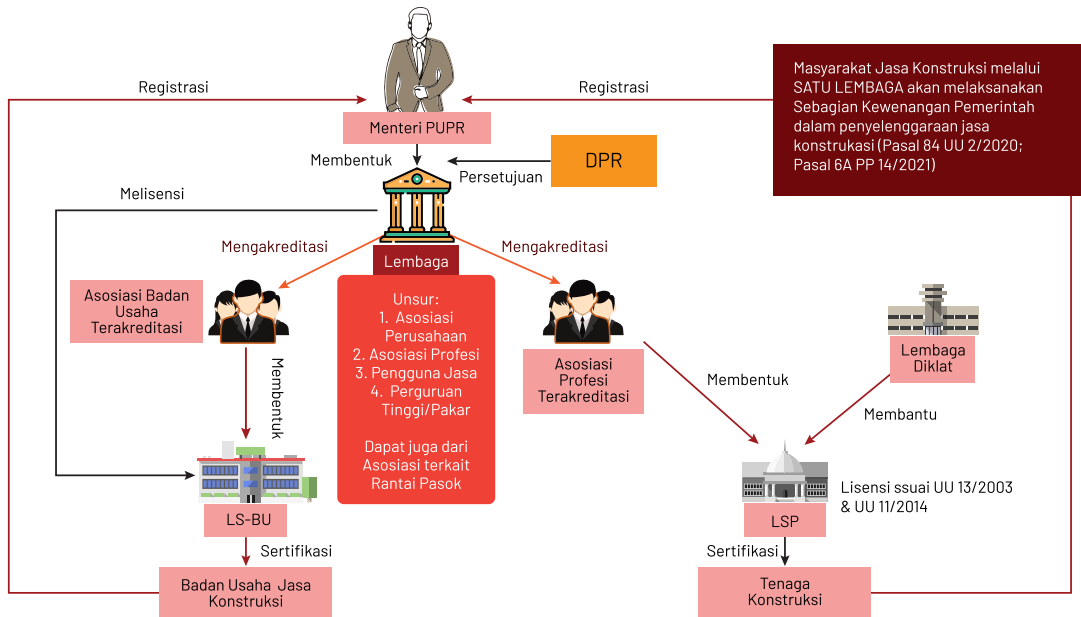 Registrasi
Registrasi
Menteri PUPR
Masyarakat Jasa Konstruksi melalui
SATU LEMBAGA akan melaksanakan
Sebagian Kewenangan Pemerintah
dalam penyelenggaraan jasa
konstrukasi (Pasal 84 UU 2/2020;
Pasal 6A PP 14/2021)
Membentuk
DPR
Persetujuan
Melisensi
Mengakreditasi
Mengakreditasi
Lembaga
Asosiasi Badan
Usaha
Terakreditasi
Unsur:
1. Asosiasi
Perusahaan
2. Asosiasi Profesi
3. Pengguna Jasa
4. Perguruan
Tinggi/Pakar
Dapat juga dari
Asosiasi terkait
Rantai Pasok
Asosiasi
Profesi
Terakreditasi
Lembaga
Diklat
Membentuk
Membentuk
Membantu
LS-BU
LSP
Lisensi ssuai UU 13/2003
& UU 11/2014
Sertifikasi
Sertifikasi
Badan Usaha Jasa
Konstruksi
Tenaga
Konstruksi